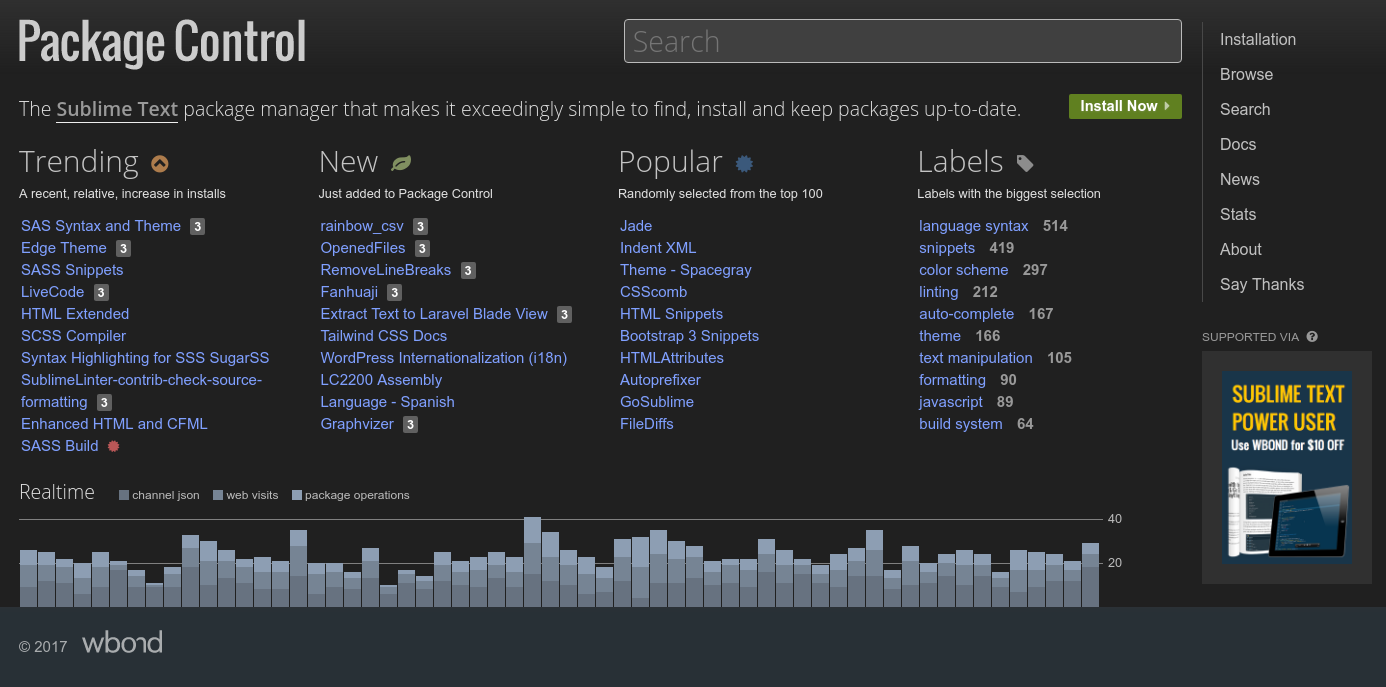 Package Control
Search
The Sublime Text package manager that makes it exceedingly simple to find, install and keep packages up-to-date.
Install Now
Trending
A recent, relative, increase in installs
SAS Syntax and Theme 3
Edge Theme 3
SASS Snippets
LiveCode 3
HTML Extended
SCSS Compiler
Syntax Highlighting for SSS SugarSS
SublimeLinter-contrib-check-source-
formatting 3
Enhanced HTML and CFML
SASS Build
New
Just added to Package Control
rainbow_csv 3
OpenedFiles 3
RemoveLineBreaks 3
Fanhuaji 3
Extract Text to Laravel Blade View 3
Tailwind CSS Docs
WordPress Internationalization (i18n)
LC2200 Assembly
Language - Spanish
Graphvizer 3
Popular
Randomly selected from the top 100
Jade
Indent XML
Theme - Spacegray
CSScomb
HTML Snippets
Bootstrap 3 Snippets
HTMLAttributes
Autoprefixer
GoSublime
FileDiffs
Labels
Labels with the biggest selection
language syntax 514
snippets 419
color scheme 297
linting 212
auto-complete 167
theme 166
text manipulation 105
formatting 90
javascript 89
build system 64
Realtime
channel json
web visits
package operations
40
20
Installation
Browse
Search
Docs
News
Stats
About
Say Thanks
SUPPORTED VIA ?
SUBLIME TEXT
POWER USER
Use WBOND for $10 OFF
© 2017 wbond